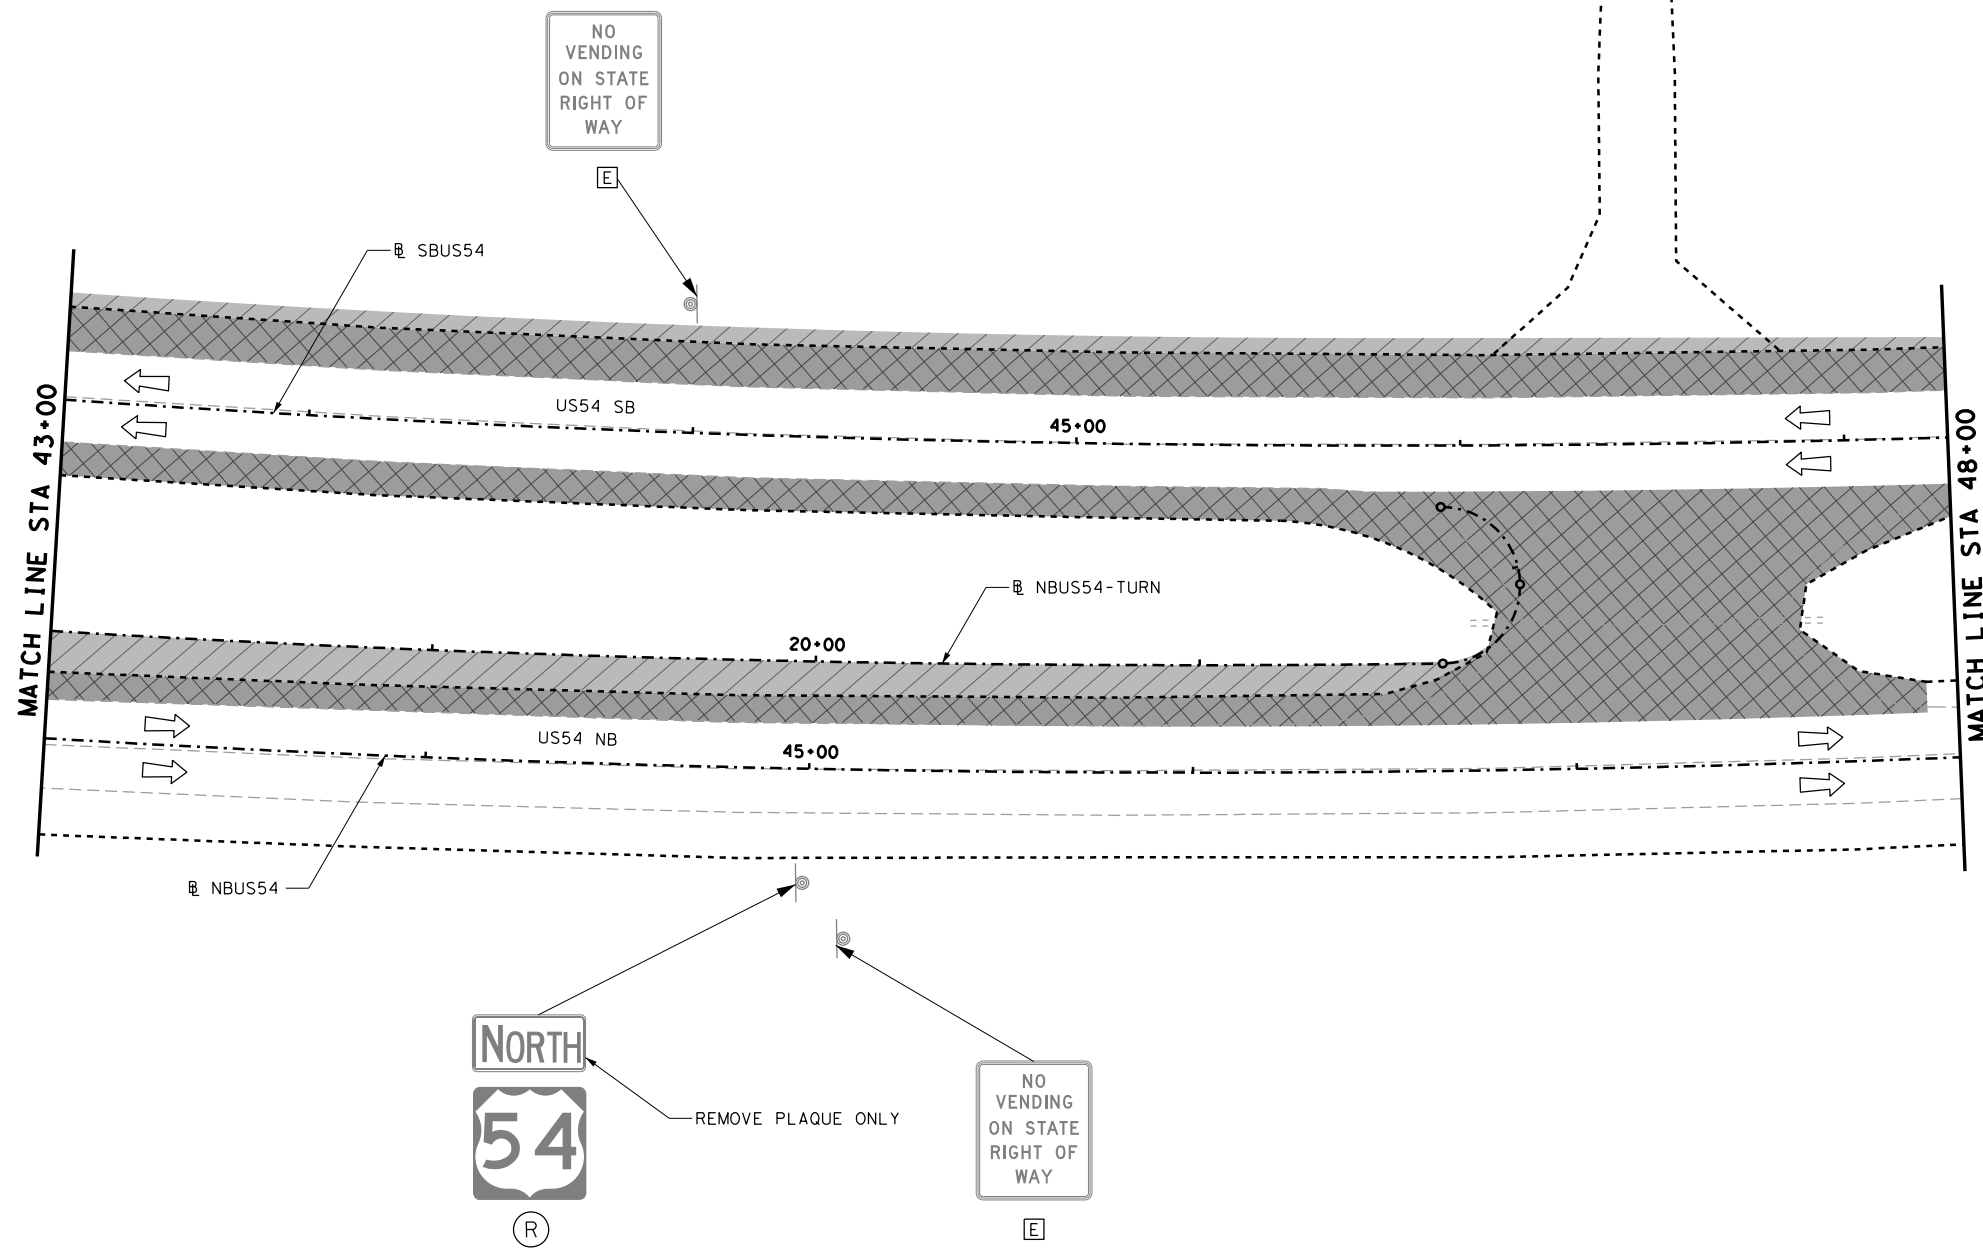 NO
VENDING
ON STATE
RIGHT OF
WAY
E
℄ SBUS54
MATCH LINE STA 43+00
US54 SB
45+00
MATCH LINE STA 48+00
℄ NBUS54-TURN
20+00
US54 NB
45+00
℄ NBUS54
NORTH
54
R
REMOVE PLAQUE ONLY
NO
VENDING
ON STATE
RIGHT OF
WAY
E